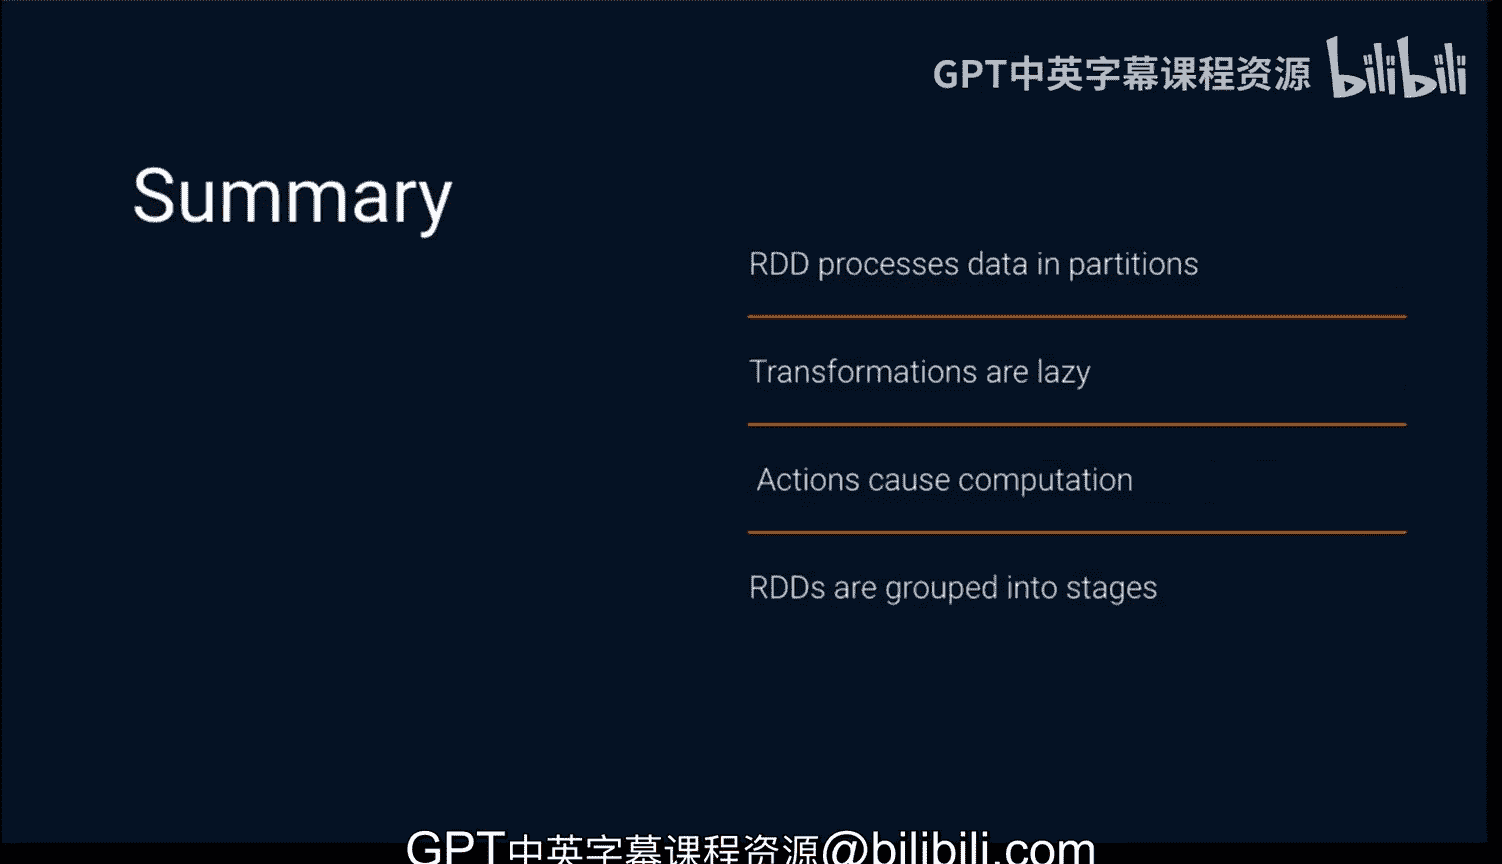 GPT中英字幕课程资源 bilibili
Summary
RDD processes data in partitions
Transformations are lazy
Actions cause computation
RDDs are grouped into stages
GPT中英字幕课程资源@bilibili.com